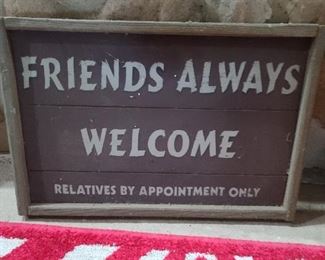 FRIENDS ALWAYS
WELCOME
RELATIVES BY APPOINTMENT ONLY